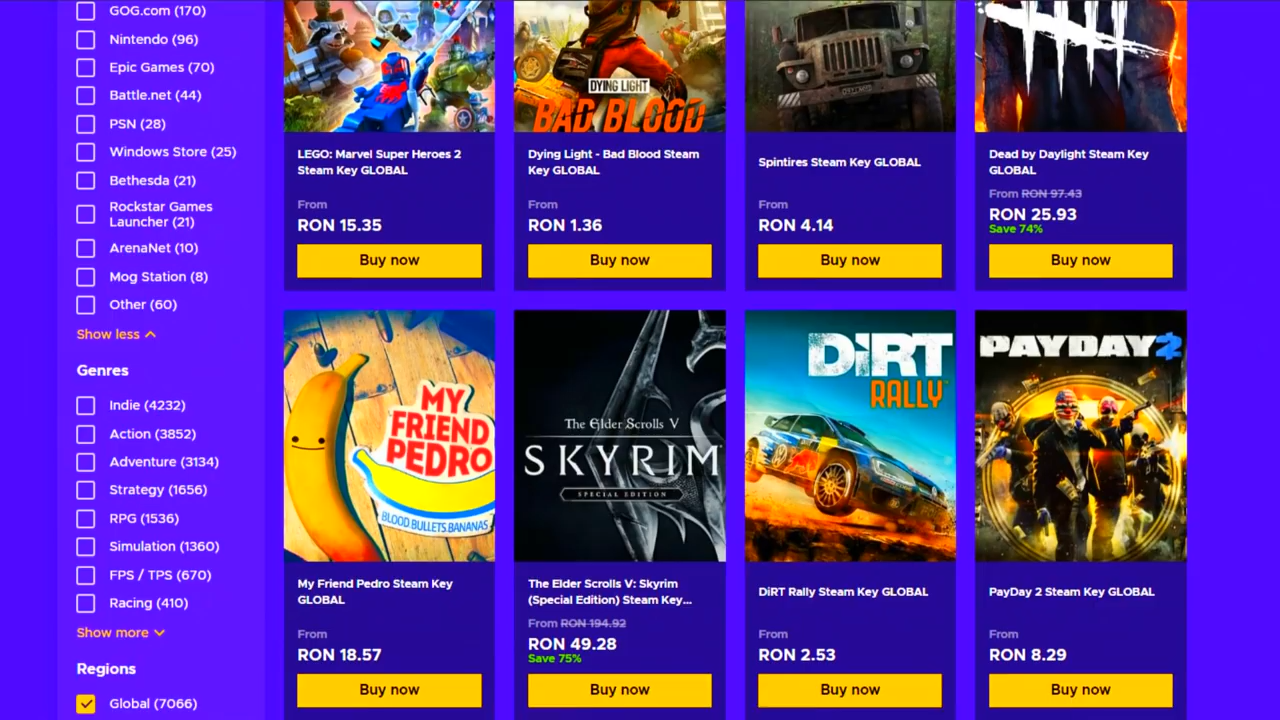 GOG.com (170)
Nintendo (96)
Epic Games (70)
Battle.net (44)
PSN (28)
Windows Store (25)
Bethesda (21)
Rockstar Games
Launcher (21)
ArenaNet (10)
Mog Station (8)
Other (60)
Show less
Genres
Indie (4232)
Action (3852)
Adventure (3134)
Strategy (1656)
RPG (1536)
Simulation (1360)
FPS / TPS (670)
Racing (410)
Show more
Regions
Global (7066)
LEGO: Marvel Super Heroes 2
Steam Key GLOBAL
From
RON 15.35
Buy now
DYING LIGHT
BAD BLOOD
Dying Light - Bad Blood Steam
Key GLOBAL
From
RON 1.36
Buy now
Spintires Steam Key GLOBAL
From
RON 4.14
Buy now
Dead by Daylight Steam Key
GLOBAL
From RON 97.43
RON 25.93
Save 74%
Buy now
MY
FRIEND
PEDRO
BLOOD BULLETS BANANAS
My Friend Pedro Steam Key
GLOBAL
From
RON 18.57
Buy now
The Elder Scrolls V
SKYRIM
SPECIAL EDITION
The Elder Scrolls V: Skyrim
(Special Edition) Steam Key...
From RON 194.92
RON 49.28
Save 75%
Buy now
DiRT
RALLY
DiRT Rally Steam Key GLOBAL
From
RON 2.53
Buy now
PAYDAY 2
PayDay 2 Steam Key GLOBAL
From
RON 8.29
Buy now